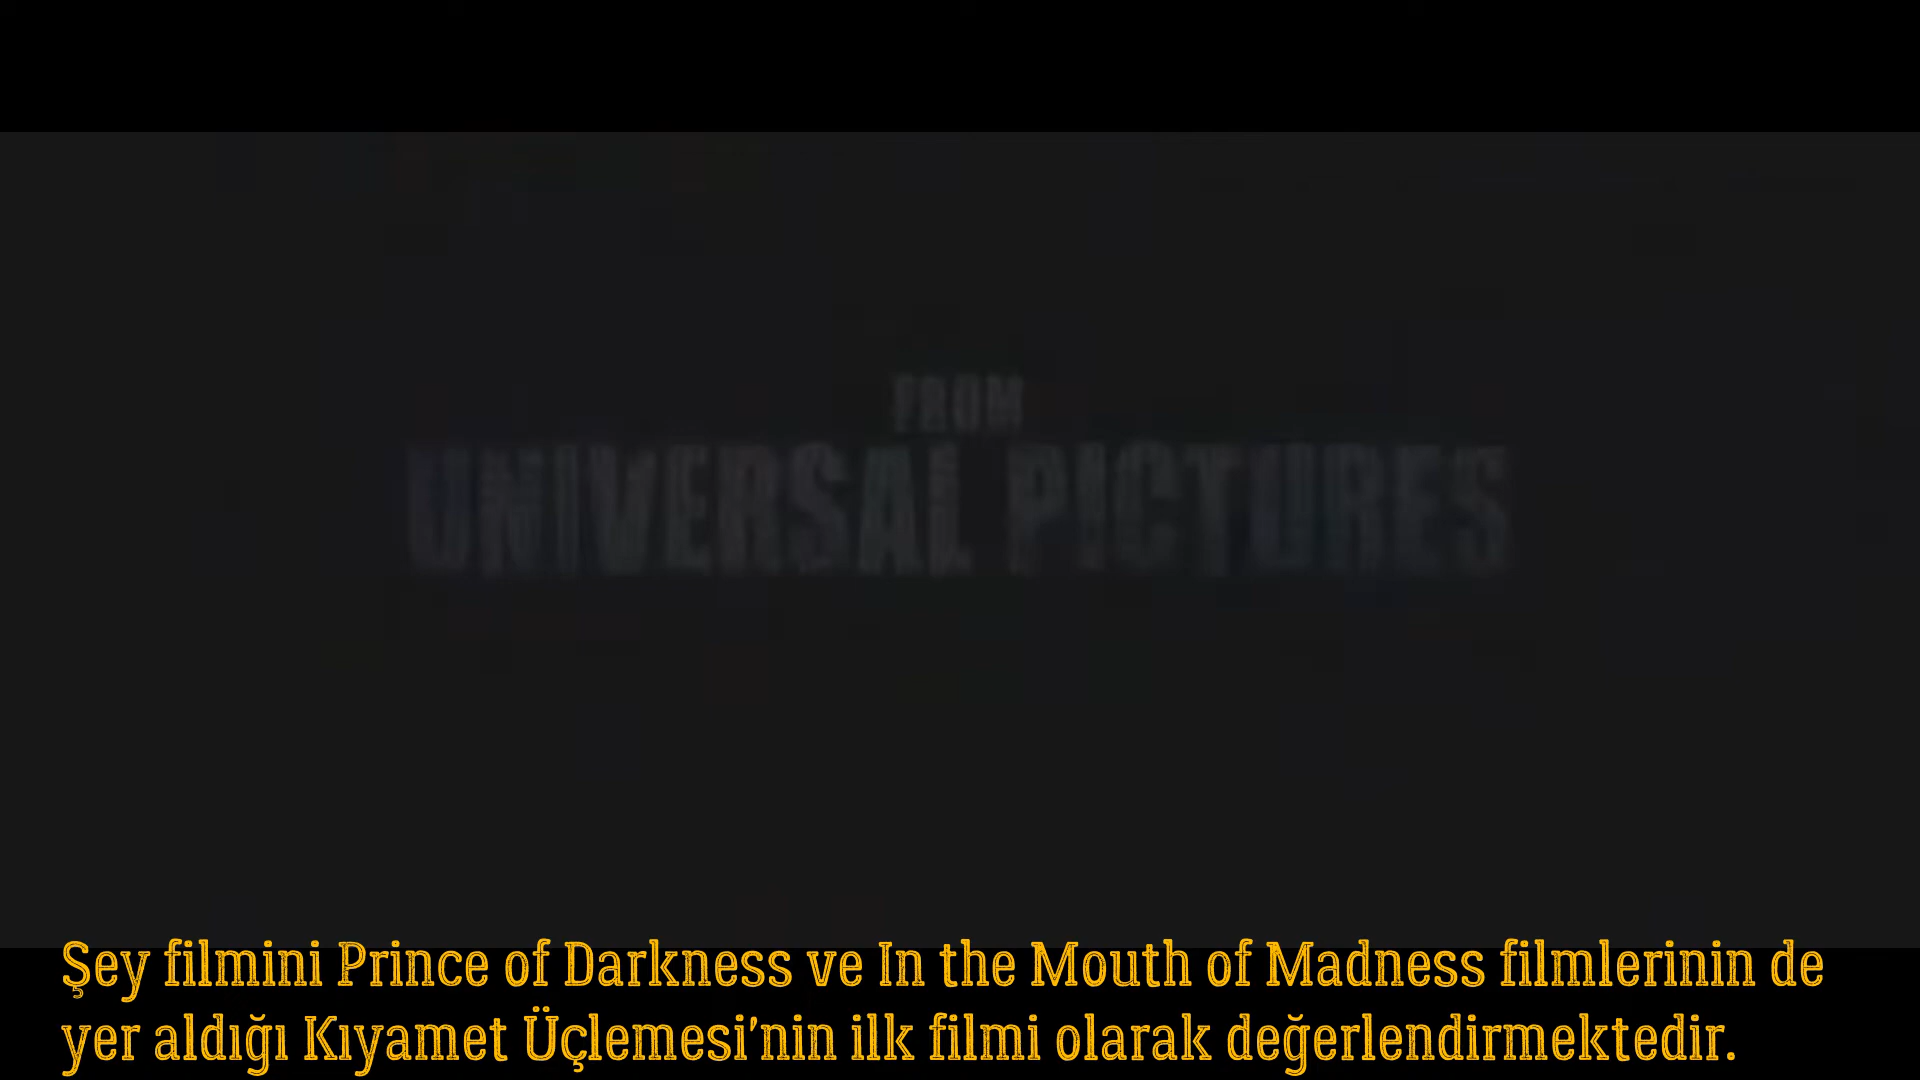 FROM
UNIVERSAL PICTURES
Şey filmini Prince of Darkness ve In the Mouth of Madness filmlerinin de
yer aldığı Kıyamet Üçlemesi’nin ilk filmi olarak değerlendirmektedir.